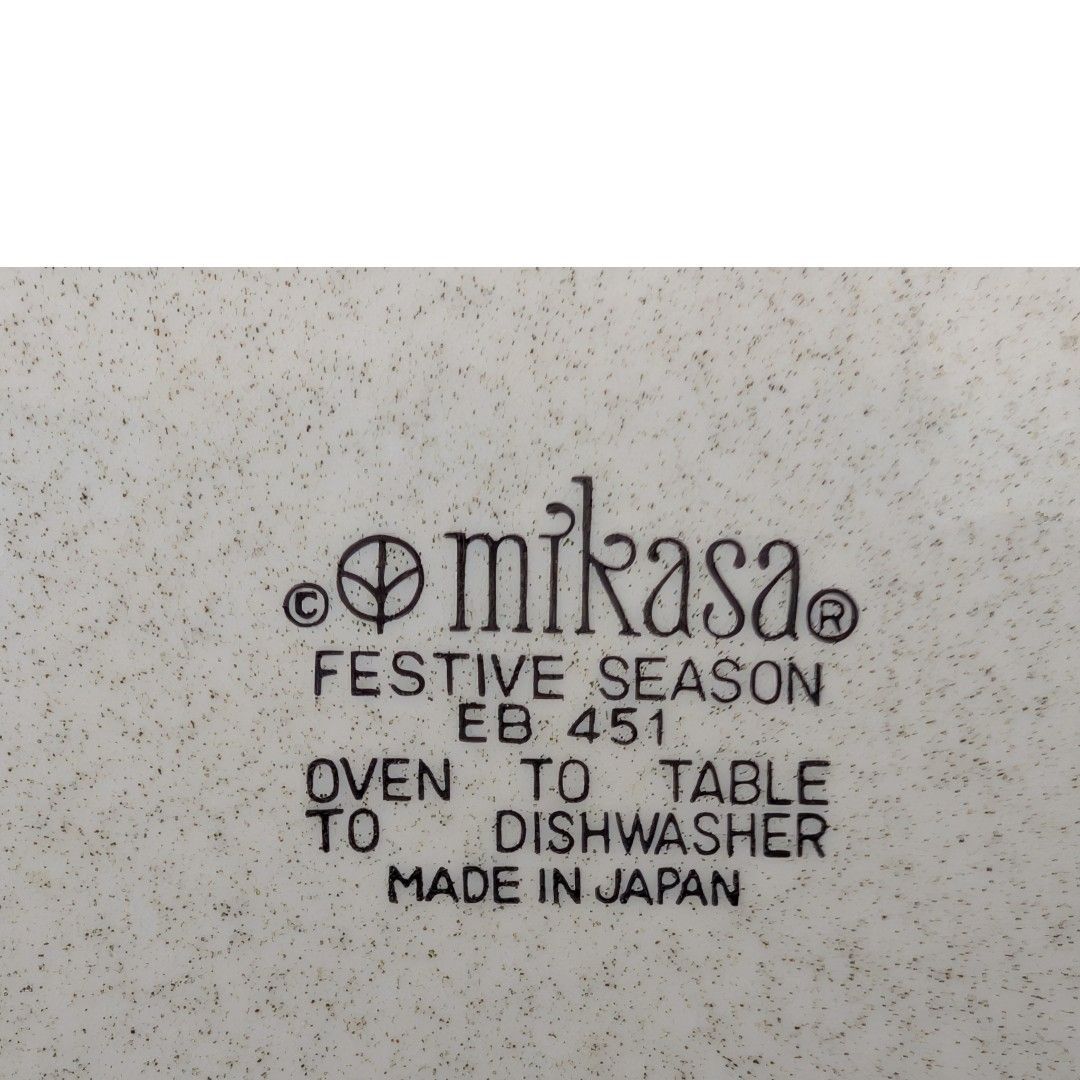 © mikasa®
FESTIVE SEASON
EB 451
OVEN TO TABLE
TO DISHWASHER
MADE IN JAPAN